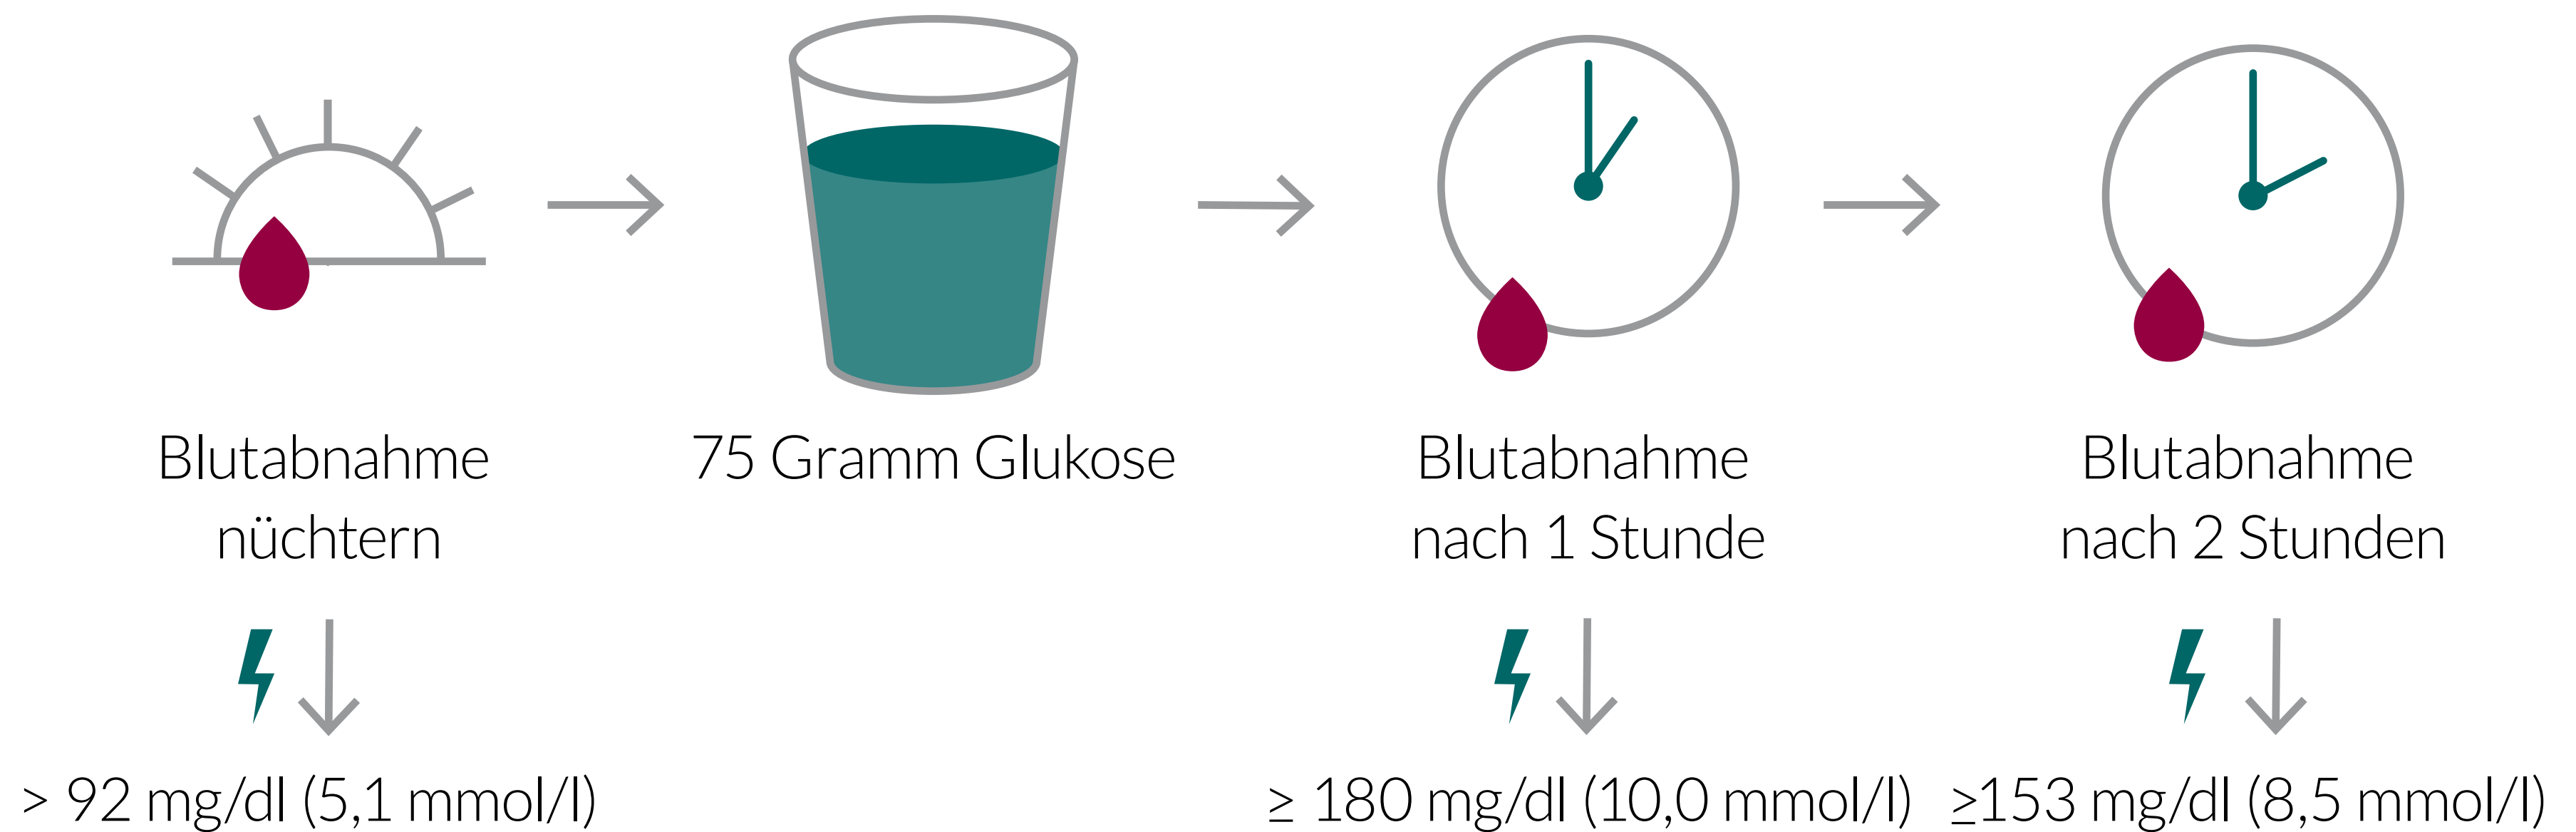 Blutabnahme
nüchtern
75 Gramm Glukose
Blutabnahme
nach 1 Stunde
Blutabnahme
nach 2 Stunden
> 92 mg/dl (5,1 mmol/l)
≥ 180 mg/dl (10,0 mmol/l)
≥153 mg/dl (8,5 mmol/l)